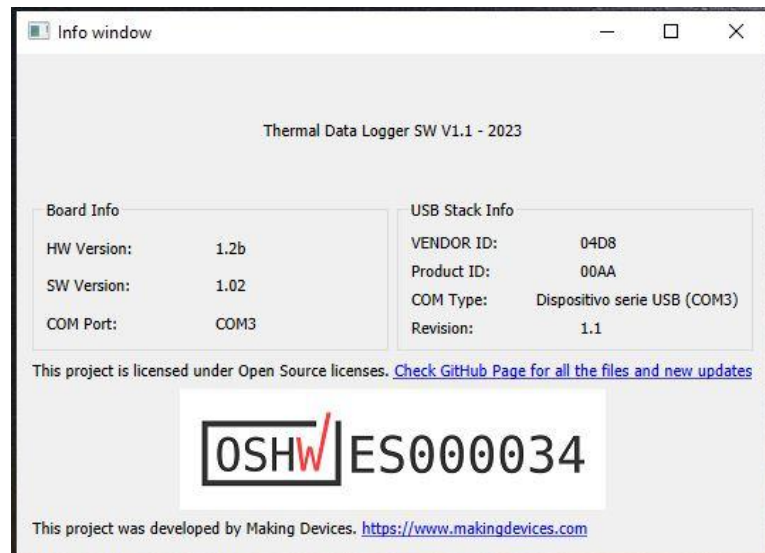 Info window
Thermal Data Logger SW V1.1 - 2023
Board Info
HW Version: 1.2b
SW Version: 1.02
COM Port: COM3
USB Stack Info
VENDOR ID: 04D8
Product ID: 00AA
COM Type: Dispositivo serie USB (COM3)
Revision: 1.1
This project is licensed under Open Source licenses. Check GitHub Page for all the files and new updates
OSHW ES000034
This project was developed by Making Devices. https://www.makingdevices.com